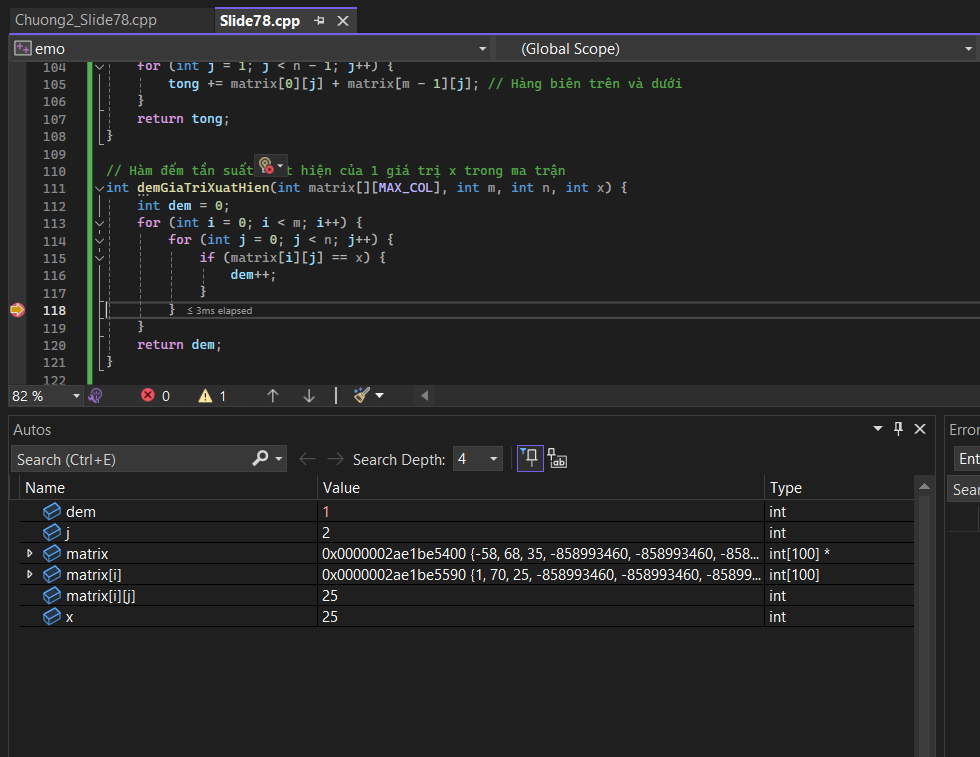 Chuong2_Slide78.cpp Slide78.cpp
emo (Global Scope)
104 for (int j = 1; j < n - 1; j++) {
105 tong += matrix[0][j] + matrix[m - 1][j]; // Hàng biên trên và dưới
106 }
107 return tong;
108 }
109
110 // Hàm đếm tần suất t hiện của 1 giá trị x trong ma trận
111 int demGiaTriXuatHien(int matrix[][MAX_COL], int m, int n, int x) {
112 int dem = 0;
113 for (int i = 0; i < m; i++) {
114 for (int j = 0; j < n; j++) {
115 if (matrix[i][j] == x) {
116 dem++;
117 }
118 } ≤ 3ms elapsed
119 }
120 return dem;
121 }
122
82 % 0 1
Autos
Search (Ctrl+E) Search Depth: 4
Name Value Type
dem 1 int
j 2 int
matrix 0x0000002ae1be5400 {-58, 68, 35, -858993460, -858993460, -858... int[100] *
matrix[i] 0x0000002ae1be5590 {1, 70, 25, -858993460, -858993460, -85899... int[100]
matrix[i][j] 25 int
x 25 int
Error
Ent
Sear